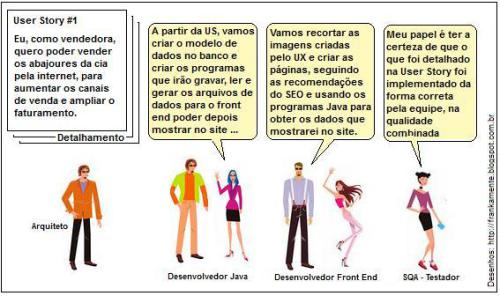 User Story #1
Eu, como vendedora,
quero poder vender
os abajoures da cia
pela internet, para
aumentar os canais
de venda e ampliar o
faturamento.
Detalhamento
A partir da US, vamos
criar o modelo de
dados no banco e
criar os programas
que irão gravar, ler e
gerar os arquivos de
dados para o front
end poder depois
mostrar no site ...
Vamos recortar as
imagens criadas
pelo UX e criar as
páginas, seguindo
as recomendações
do SEO e usando os
programas Java para
obter os dados que
mostrarei no site.
Meu papel é ter a
certeza de que o
que foi detalhado
na User Story foi
implementado da
forma correta
pela equipe, na
qualidade
combinada
Arquiteto
Desenvolvedor Java
Desenvolvedor Front End
SQA - Testador
Desenhos: http://frankamente.blogspot.com.br